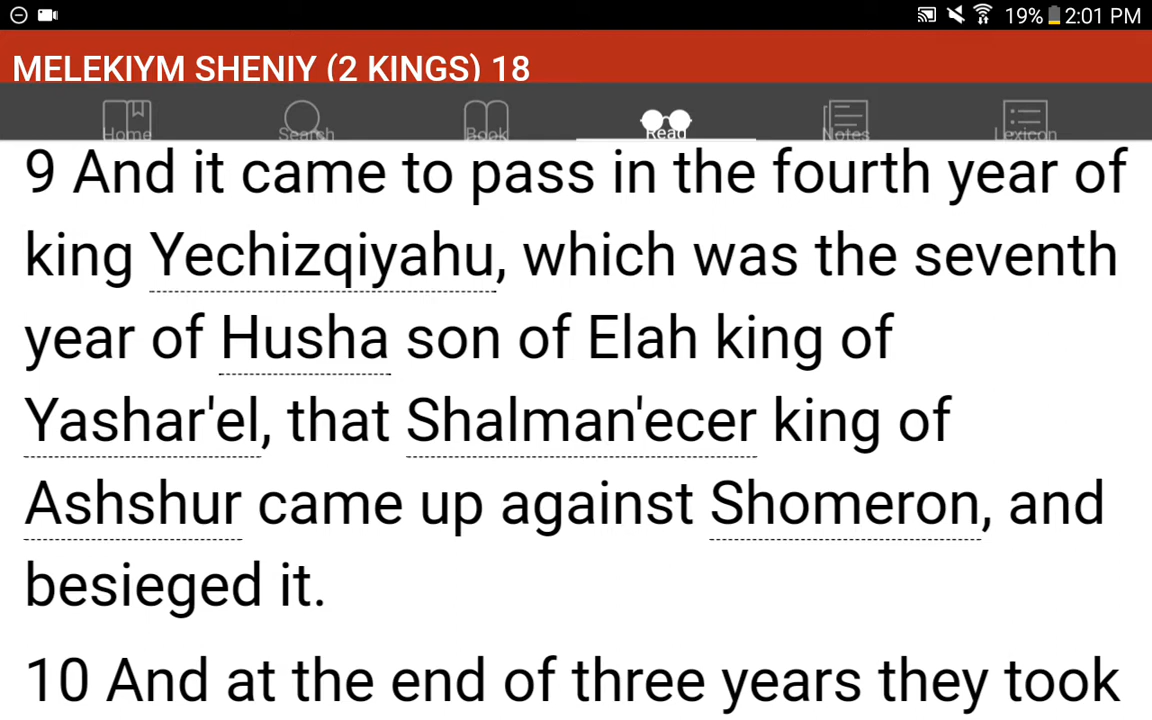 19% 2:01 PM
MELEKIYM SHENIY (2 KINGS) 18
Home Search Book Read Notes Lexicon
9 And it came to pass in the fourth year of
king Yechizqiyahu, which was the seventh
year of Husha son of Elah king of
Yashar'el, that Shalman'ecer king of
Ashshur came up against Shomeron, and
besieged it.
10 And at the end of three years they took